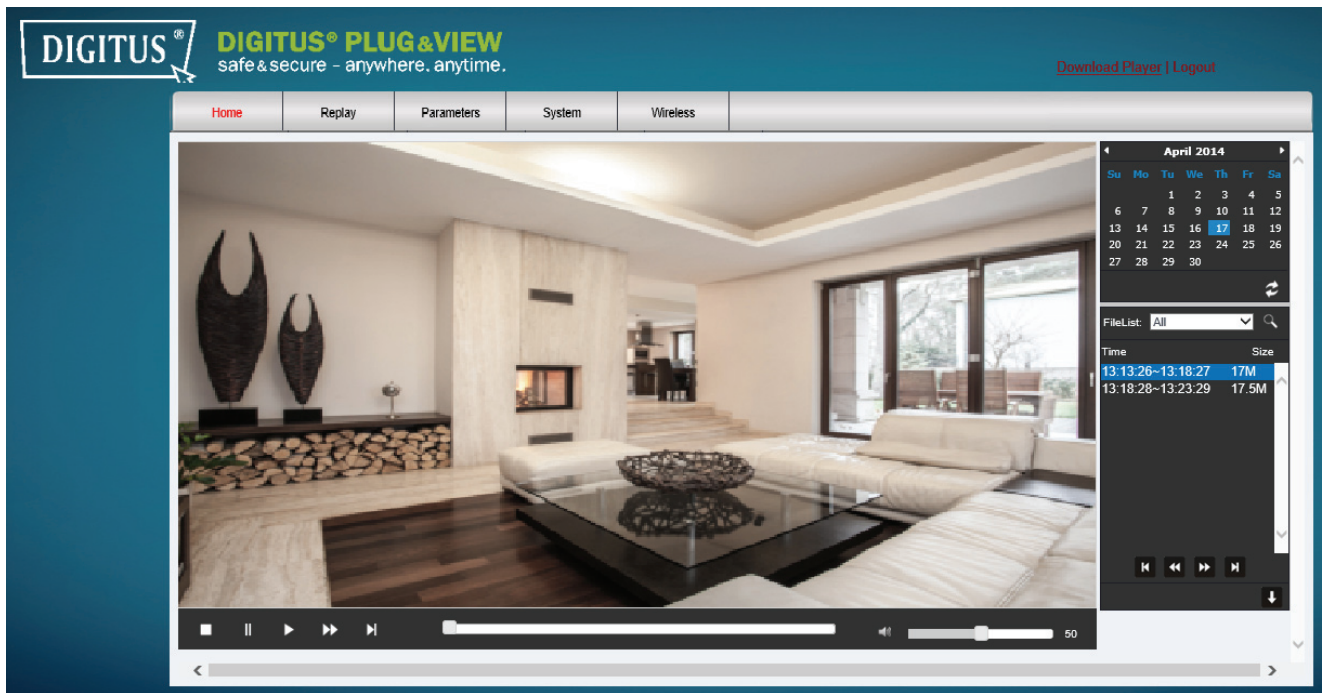 DIGITUS®
DIGITUS® PLUG&VIEW
safe & secure – anywhere. anytime.
Download Player | Logout
Home Replay Parameters System Wireless
April 2014
Su Mo Tu We Th Fr Sa
1 2 3 4 5
6 7 8 9 10 11 12
13 14 15 16 17 18 19
20 21 22 23 24 25 26
27 28 29 30
FileList: All
Time Size
13:13:26~13:18:27 17M
13:18:28~13:23:29 17.5M
50